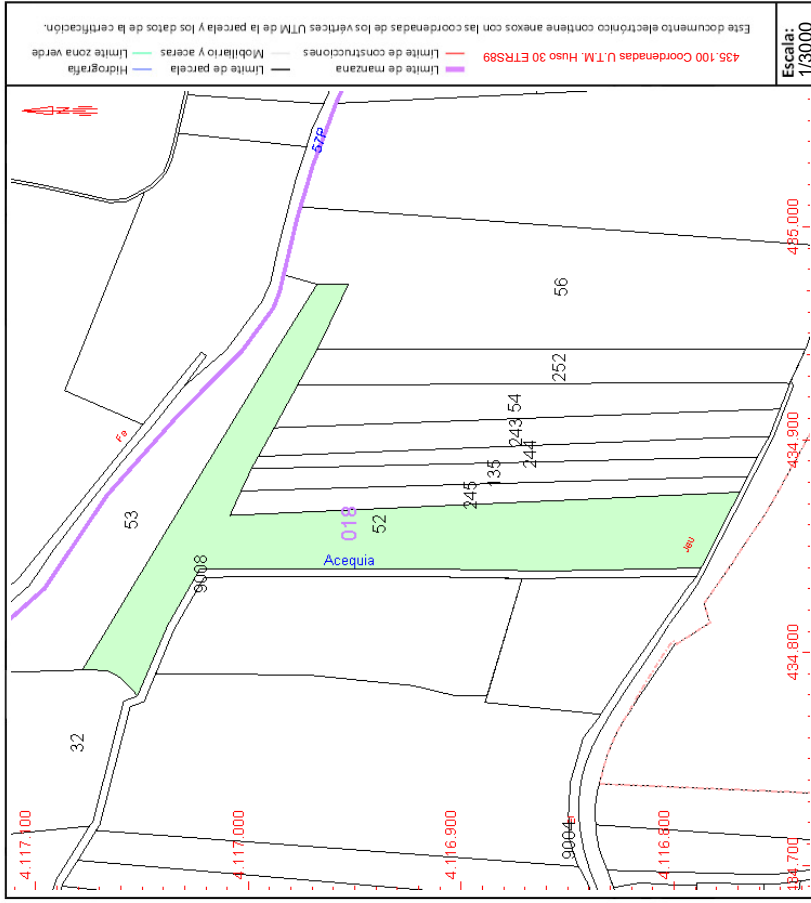 Este documento electrónico contiene anexos con las coordenadas de los vértices UTM de la parcela y los datos de la certificación.
435.100 Coordenadas U.T.M. Huso 30 ETRS89
Límite de manzana
Límite de parcela
Límite de construcciones
Mobiliario y aceras
Límite zona verde
Hidrografía
Escala:
1/3000
57P
485.000
56
252
Fe
54
243
434.900
244
53
135
245
018
52
Jau
9008
Acequia
434.800
32
4.117.100
4.117.000
4.116.900
9004
4.116.800
434.700